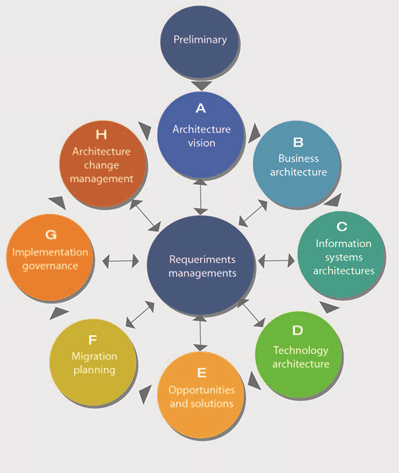 Preliminary
A
Architecture
vision
B
Business
architecture
C
Information
systems
architectures
D
Technology
architecture
E
Opportunities
and solutions
F
Migration
planning
G
Implementation
governance
H
Architecture
change
management
Requeriments
managements